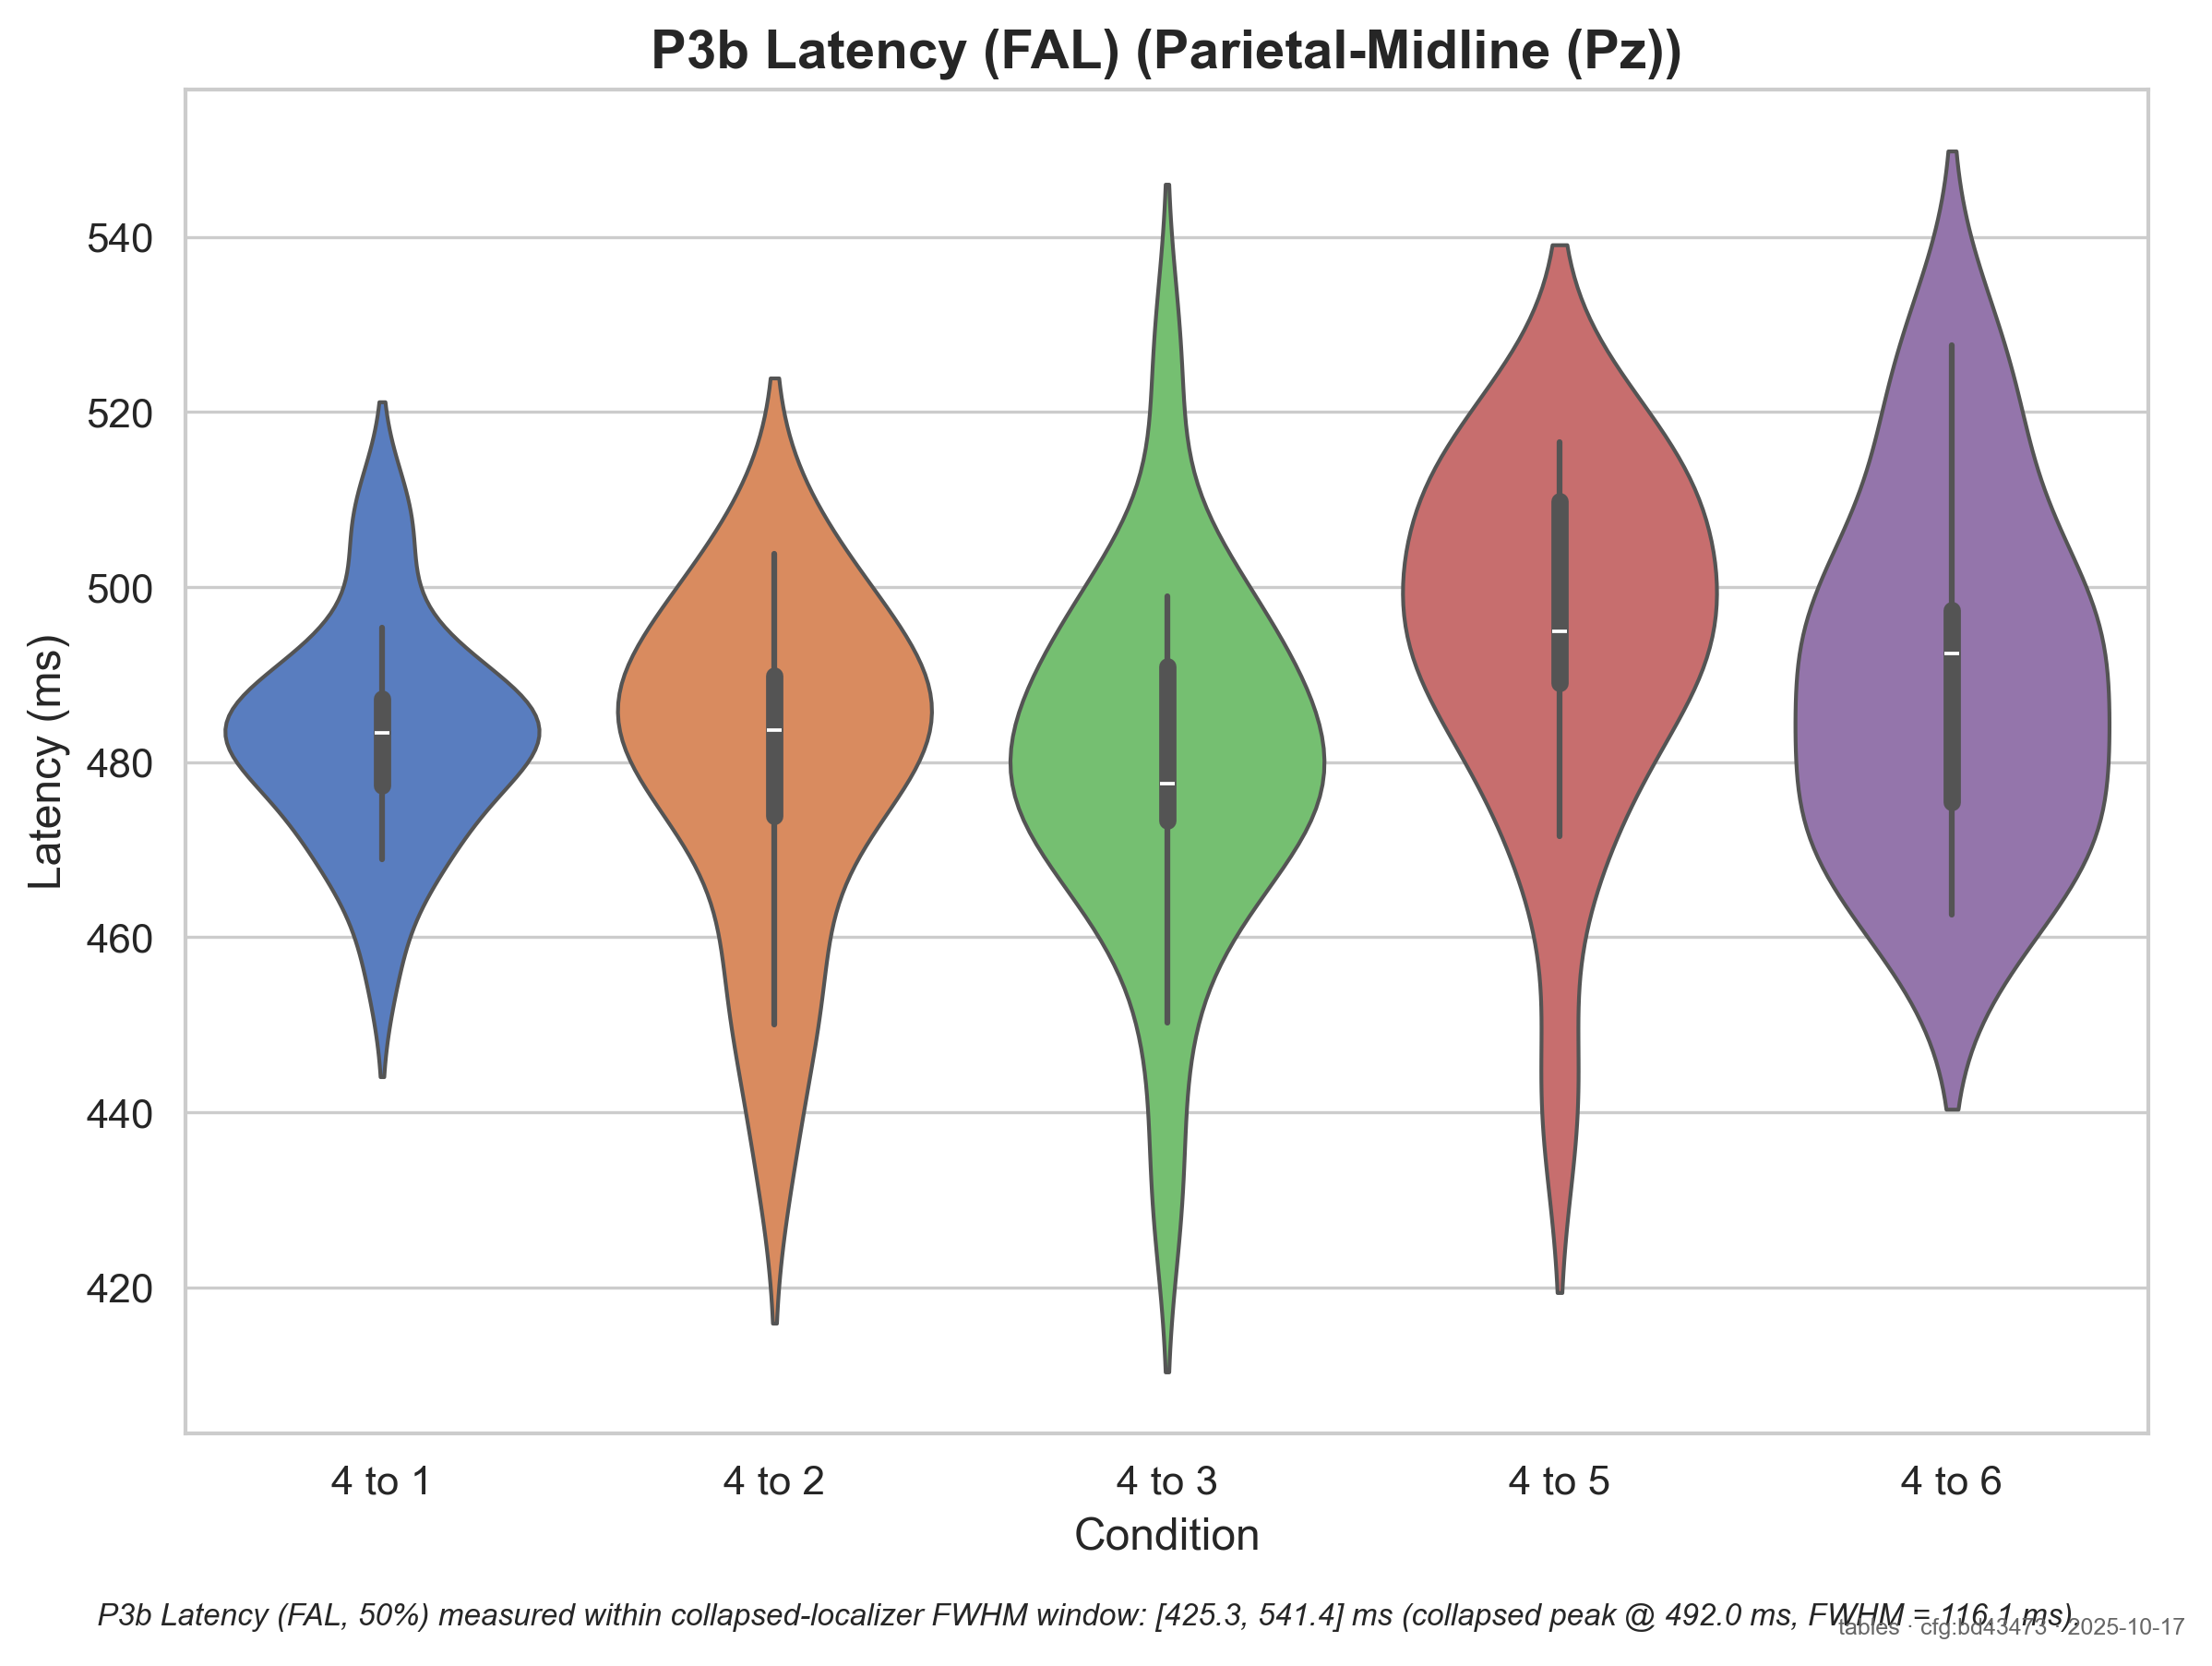 P3b Latency (FAL) (Parietal-Midline (Pz))
Latency (ms)
540
520
500
480
460
440
420
4 to 1
4 to 2
4 to 3
4 to 5
4 to 6
Condition
P3b Latency (FAL, 50%) measured within collapsed-localizer FWHM window: [425.3, 541.4] ms (collapsed peak @ 492.0 ms, FWHM = 116.1 ms).
tables · cfg:bd43473 · 2025-10-17